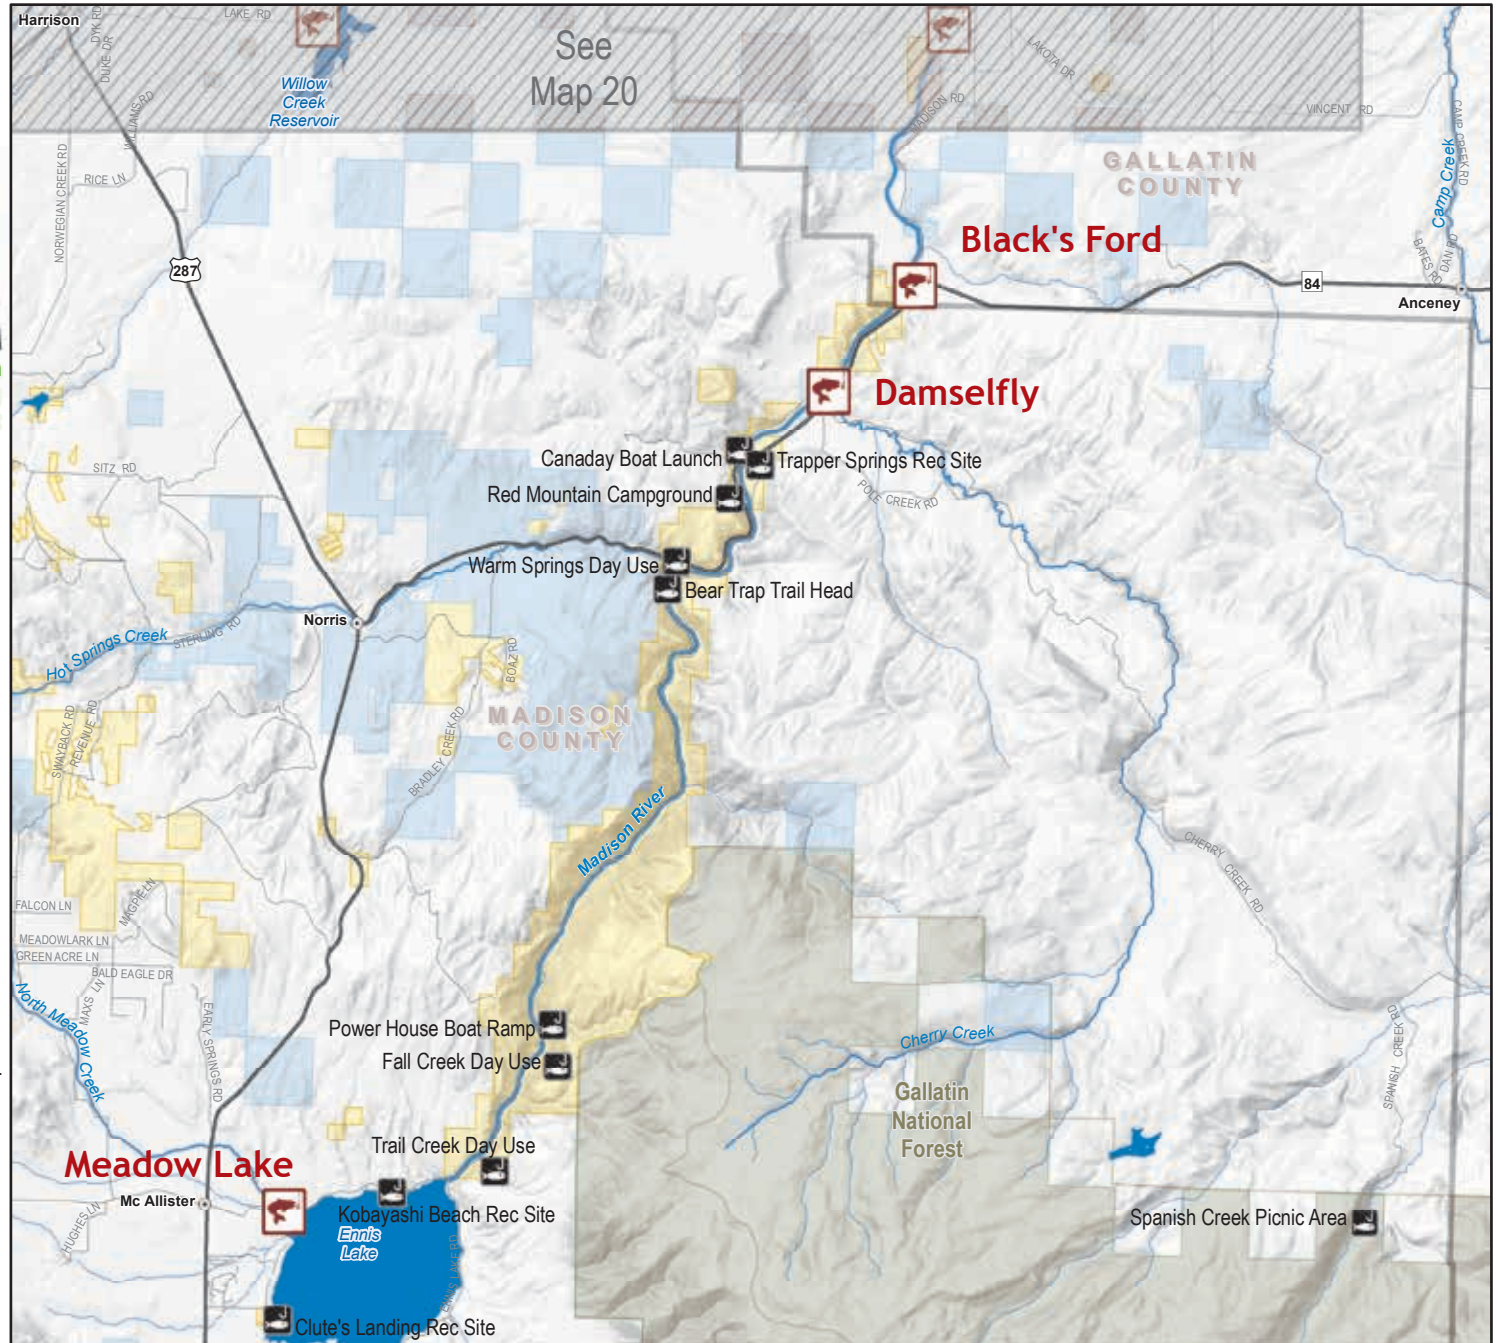 Harrison
LAKE RD
DYK RD
DUKE DR
See
Map 20
Willow
Creek
Reservoir
WILLIAMS RD
LAKOTA DR
MADISON RD
VINCENT RD
CAMP CREEK RD
Camp Creek
NORWEGIAN CREEK RD
RICE LN
GALLATIN
COUNTY
Black's Ford
BATES RD
DAN RD
287
84
Anceney
Damselfly
Canaday Boat Launch
Trapper Springs Rec Site
SITZ RD
Red Mountain Campground
POLE CREEK RD
Warm Springs Day Use
Bear Trap Trail Head
Norris
Hot Springs Creek
STERLING RD
BOAZ RD
SWAYBACK RD
REVENUE RD
MADISON
COUNTY
BRADLEY CREEK RD
Madison River
CHERRY CREEK RD
FALCON LN
MAGPIE LN
MEADOWLARK LN
GREEN ACRE LN
BALD EAGLE DR
MAXS LN
North Meadow Creek
EARLY SPRINGS RD
Power House Boat Ramp
Fall Creek Day Use
Cherry Creek
SPANISH CREEK RD
Gallatin
National
Forest
Trail Creek Day Use
Meadow Lake
Mc Allister
HUGHES LN
Kobayashi Beach Rec Site
Ennis
Lake
ENNIS LAKE RD
Spanish Creek Picnic Area
Clute's Landing Rec Site